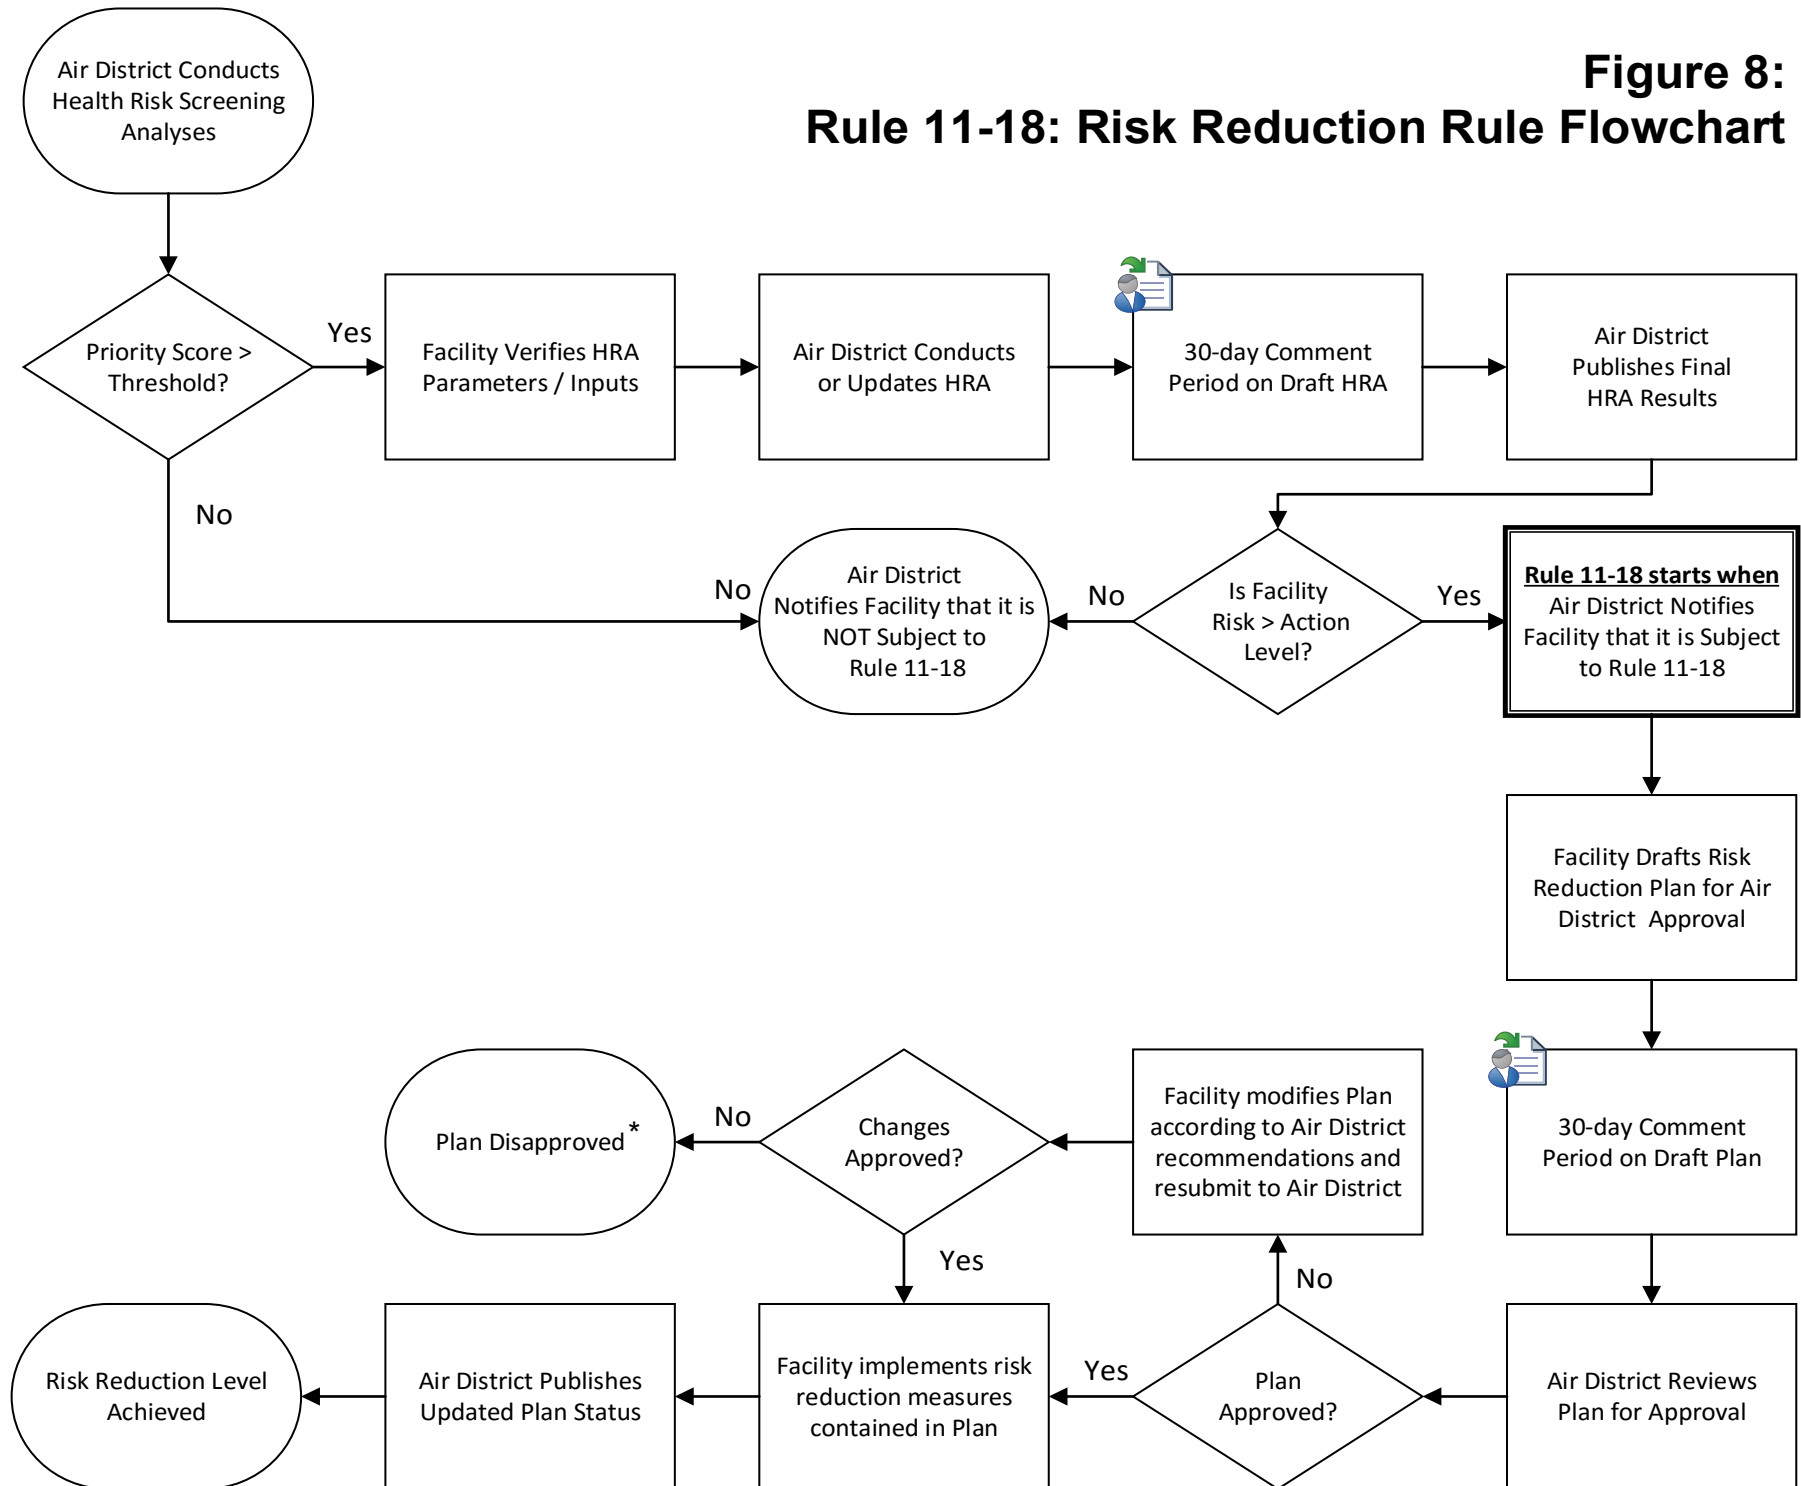 Figure 8:
Rule 11-18: Risk Reduction Rule Flowchart
Air District Conducts
Health Risk Screening
Analyses
Priority Score >
Threshold?
Yes
No
Facility Verifies HRA
Parameters / Inputs
Air District Conducts
or Updates HRA
30-day Comment
Period on Draft HRA
Air District
Publishes Final
HRA Results
No
Air District
Notifies Facility that it is
NOT Subject to
Rule 11-18
No
Is Facility
Risk > Action
Level?
Yes
Rule 11-18 starts when
Air District Notifies
Facility that it is Subject
to Rule 11-18
Facility Drafts Risk
Reduction Plan for Air
District Approval
30-day Comment
Period on Draft Plan
Facility modifies Plan
according to Air District
recommendations and
resubmit to Air District
Changes
Approved?
No
Plan Disapproved*
Yes
No
Air District Reviews
Plan for Approval
Plan
Approved?
Yes
Facility implements risk
reduction measures
contained in Plan
Air District Publishes
Updated Plan Status
Risk Reduction Level
Achieved